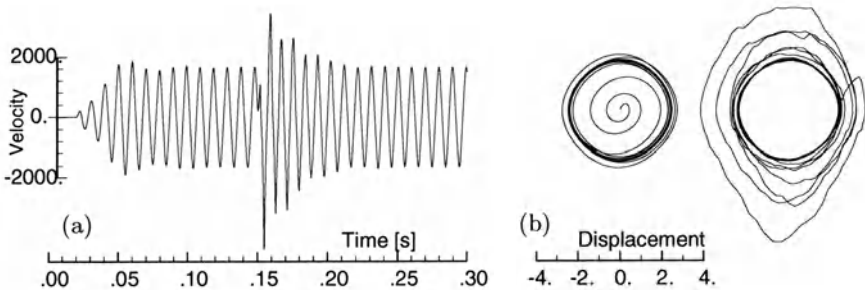 2000.
0.
-2000.
Velocity
(a)
Time [s]
.00 .05 .10 .15 .20 .25 .30
(b)
Displacement
-4. -2. 0. 2. 4.